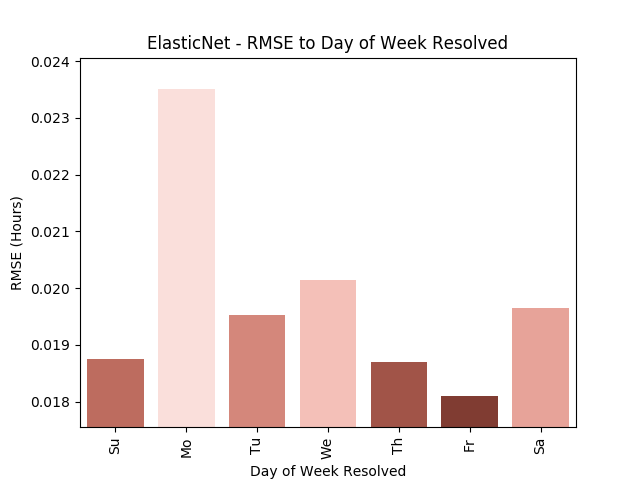 ElasticNet - RMSE to Day of Week Resolved
0.024
0.023
0.022
0.021
0.020
0.019
0.018
RMSE (Hours)
Su
Mo
Tu
We
Th
Fr
Sa
Day of Week Resolved